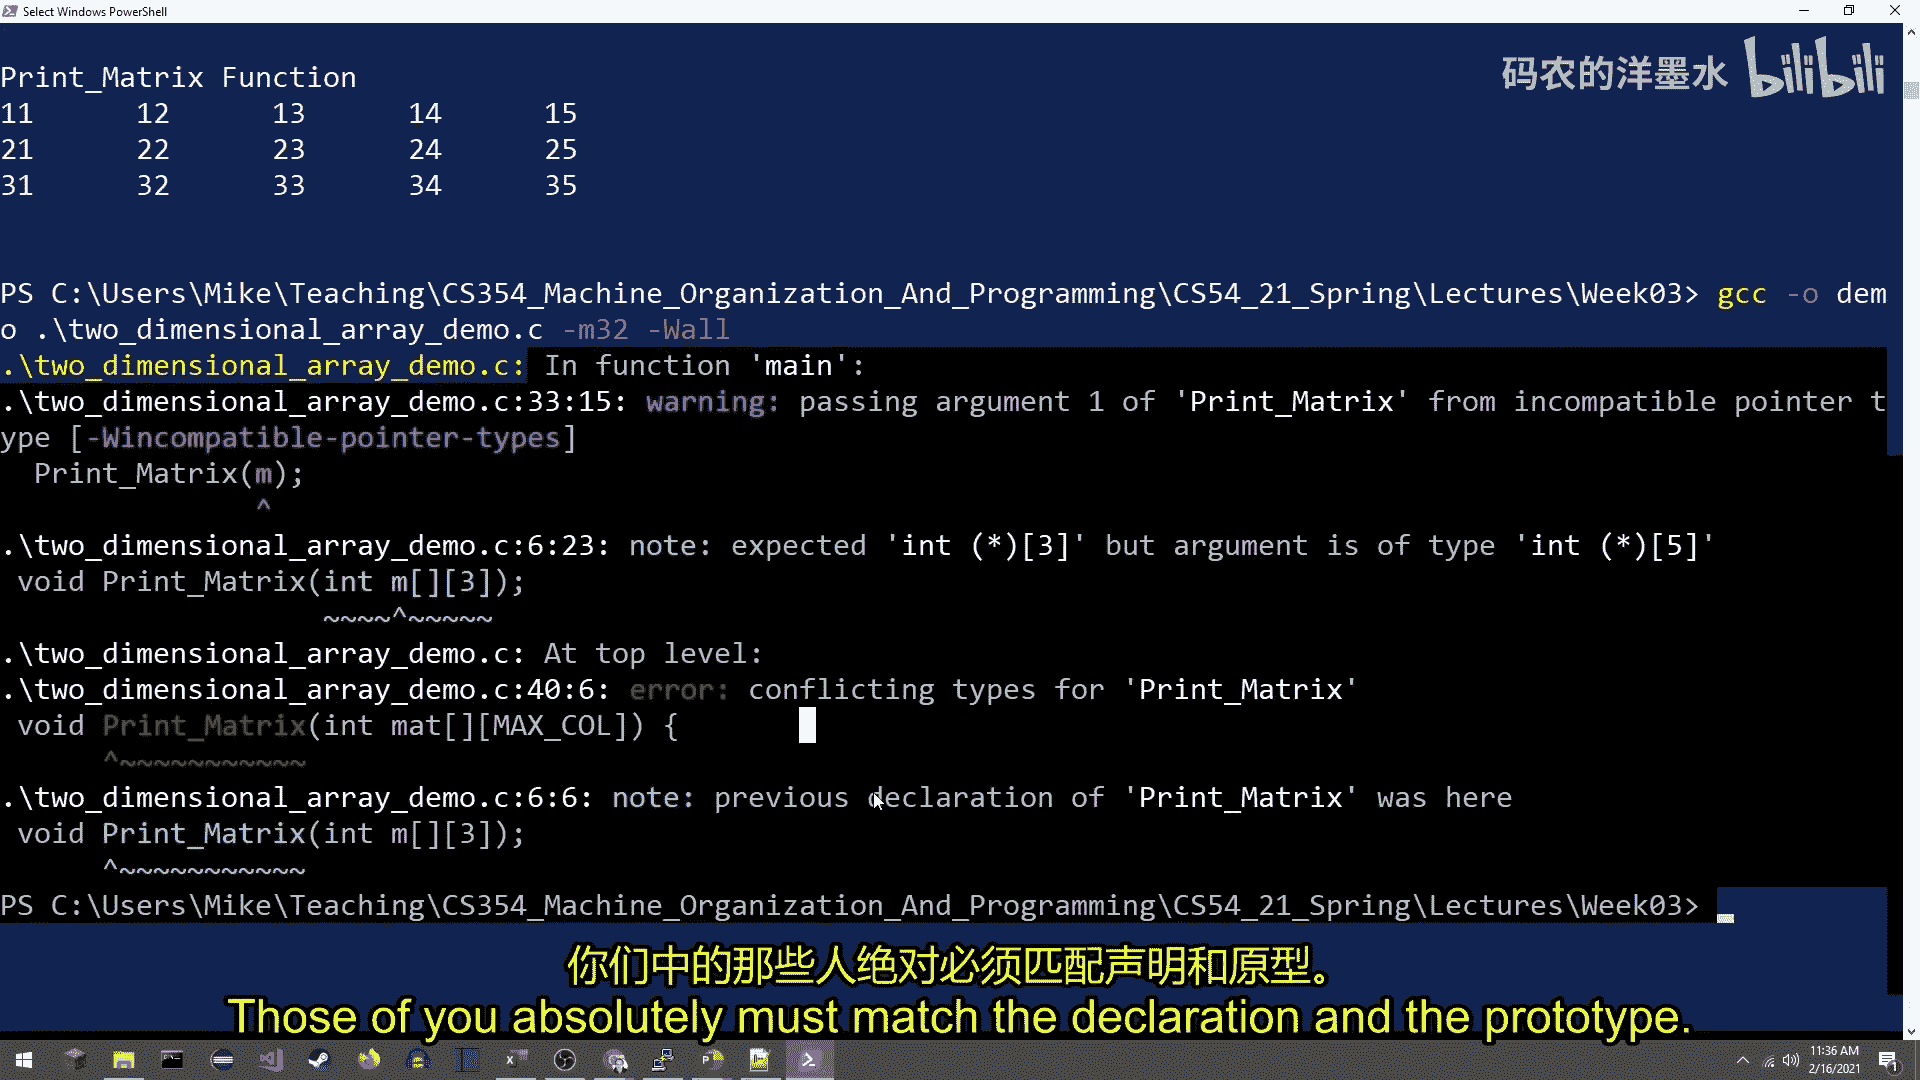 Select Windows PowerShell
码农的洋墨水 bilibili
Print_Matrix Function
11 12 13 14 15
21 22 23 24 25
31 32 33 34 35
PS C:\Users\Mike\Teaching\CS354_Machine_Organization_And_Programming\CS54_21_Spring\Lectures\Week03> gcc -o dem
o .\two_dimensional_array_demo.c -m32 -Wall
.\two_dimensional_array_demo.c: In function 'main':
.\two_dimensional_array_demo.c:33:15: warning: passing argument 1 of 'Print_Matrix' from incompatible pointer t
ype [-Wincompatible-pointer-types]
Print_Matrix(m);
^
.\two_dimensional_array_demo.c:6:23: note: expected 'int (*)[3]' but argument is of type 'int (*)[5]'
void Print_Matrix(int m[][3]);
~~~~^~~~~~
.\two_dimensional_array_demo.c: At top level:
.\two_dimensional_array_demo.c:40:6: error: conflicting types for 'Print_Matrix'
void Print_Matrix(int mat[][MAX_COL]) {
^~~~~~~~~~~~
.\two_dimensional_array_demo.c:6:6: note: previous declaration of 'Print_Matrix' was here
void Print_Matrix(int m[][3]);
^~~~~~~~~~~~
PS C:\Users\Mike\Teaching\CS354_Machine_Organization_And_Programming\CS54_21_Spring\Lectures\Week03>
你们中的那些人绝对必须匹配声明和原型。
Those of you absolutely must match the declaration and the prototype.
11:36 AM
2/16/2021